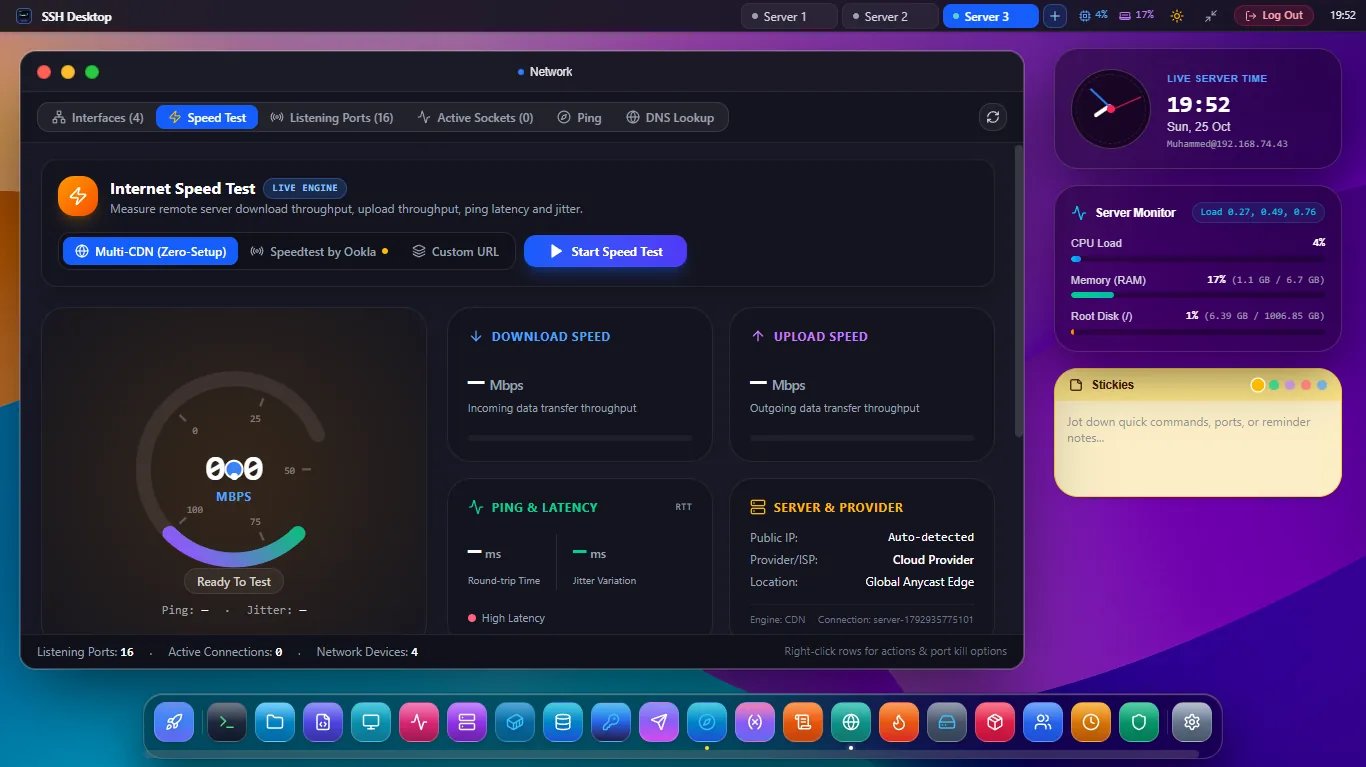 SSH Desktop
Server 1
Server 2
Server 3
4%
17%
Log Out
19:52
Network
Interfaces (4)
Speed Test
Listening Ports (16)
Active Sockets (0)
Ping
DNS Lookup
Internet Speed Test
LIVE ENGINE
Measure remote server download throughput, upload throughput, ping latency and jitter.
Multi-CDN (Zero-Setup)
Speedtest by Ookla
Custom URL
Start Speed Test
0
25
50
75
100
0.0
MBPS
Ready To Test
Ping: — · Jitter: —
DOWNLOAD SPEED
— Mbps
Incoming data transfer throughput
UPLOAD SPEED
— Mbps
Outgoing data transfer throughput
PING & LATENCY
RTT
— ms
Round-trip Time
— ms
Jitter Variation
High Latency
SERVER & PROVIDER
Public IP: Auto-detected
Provider/ISP: Cloud Provider
Location: Global Anycast Edge
Engine: CDN Connection: server-1792935775101
Listening Ports: 16 · Active Connections: 0 · Network Devices: 4
Right-click rows for actions & port kill options
LIVE SERVER TIME
19:52
Sun, 25 Oct
Muhammed@192.168.74.43
Server Monitor
Load 0.27, 0.49, 0.76
CPU Load 4%
Memory (RAM) 17% (1.1 GB / 6.7 GB)
Root Disk (/) 1% (6.39 GB / 1006.85 GB)
Stickies
Jot down quick commands, ports, or reminder
notes...